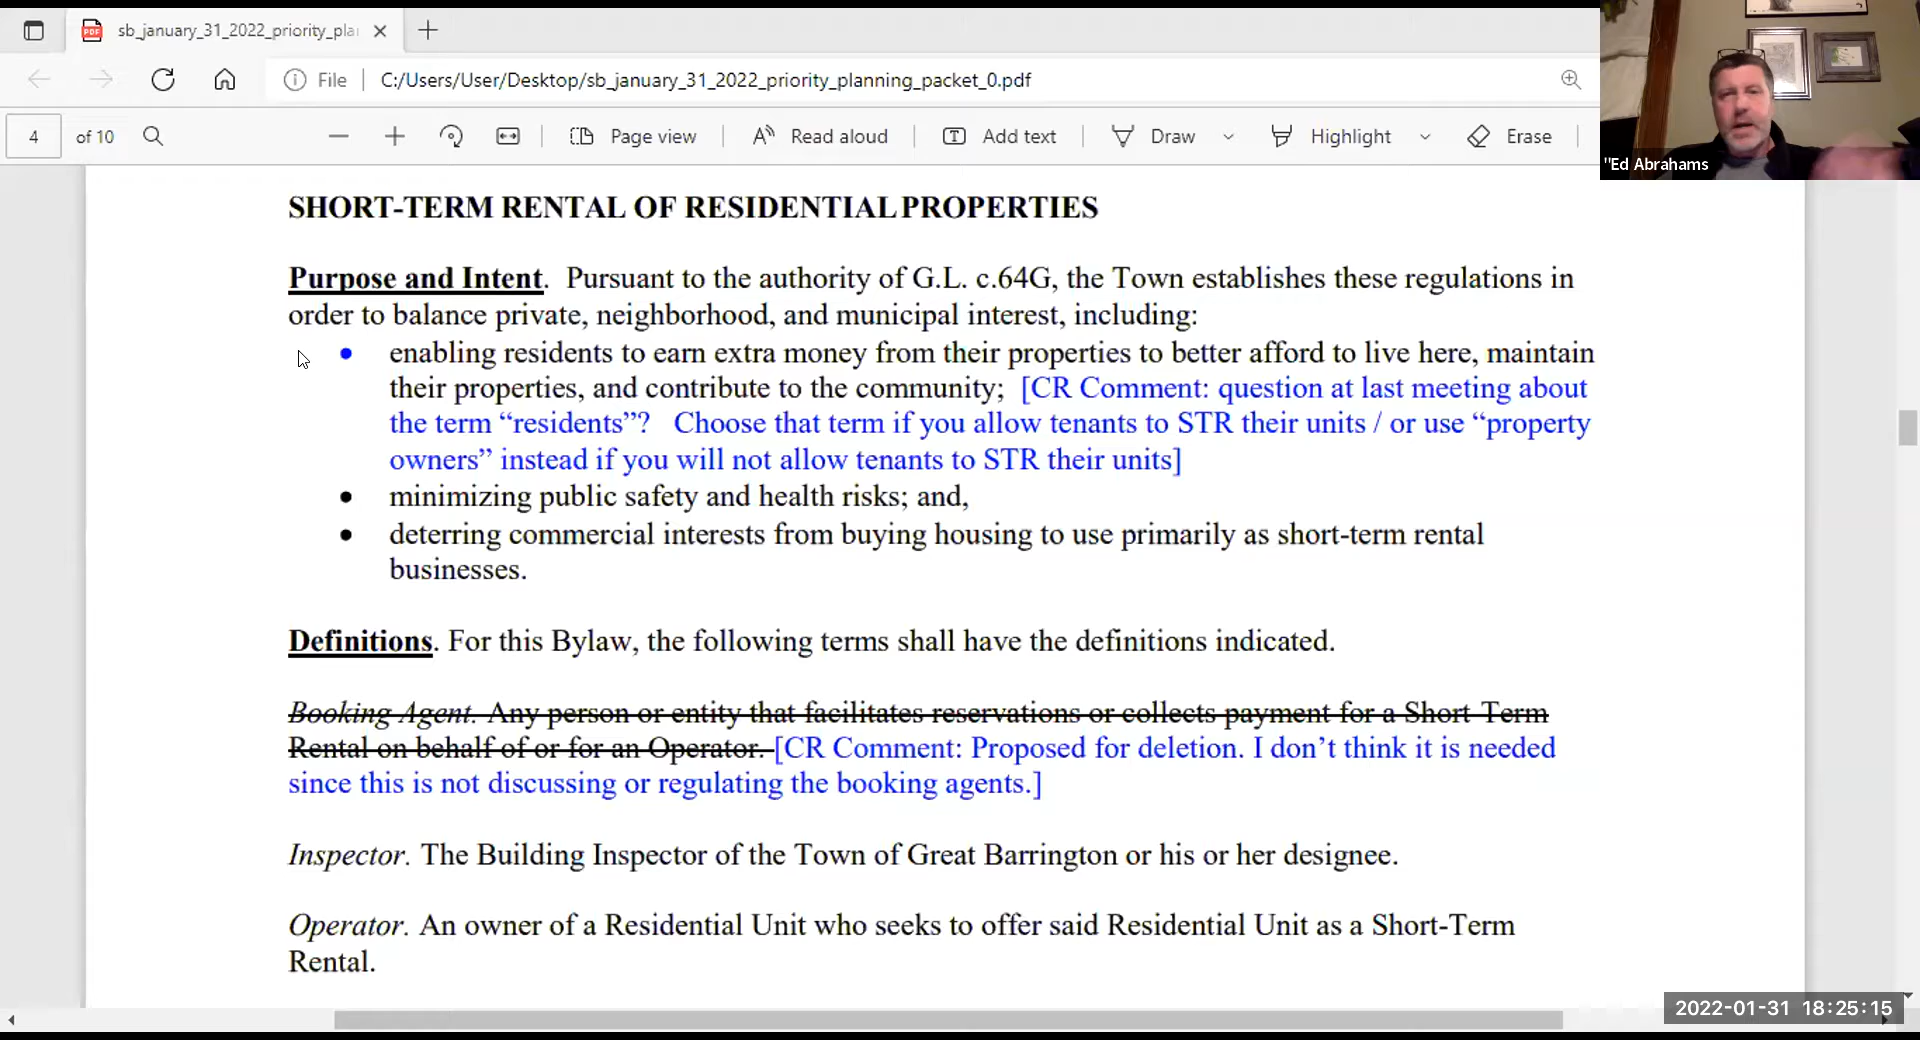 sb_january_31_2022_priority_pla
File C:/Users/User/Desktop/sb_january_31_2022_priority_planning_packet_0.pdf
4 of 10 Page view Read aloud Add text Draw Highlight Erase
"Ed Abrahams
SHORT-TERM RENTAL OF RESIDENTIAL PROPERTIES
Purpose and Intent. Pursuant to the authority of G.L. c.64G, the Town establishes these regulations in
order to balance private, neighborhood, and municipal interest, including:
• enabling residents to earn extra money from their properties to better afford to live here, maintain
their properties, and contribute to the community; [CR Comment: question at last meeting about
the term “residents”? Choose that term if you allow tenants to STR their units / or use “property
owners” instead if you will not allow tenants to STR their units]
• minimizing public safety and health risks; and,
• deterring commercial interests from buying housing to use primarily as short-term rental
businesses.
Definitions. For this Bylaw, the following terms shall have the definitions indicated.
Booking Agent. Any person or entity that facilitates reservations or collects payment for a Short-Term
Rental on behalf of or for an Operator. [CR Comment: Proposed for deletion. I don’t think it is needed
since this is not discussing or regulating the booking agents.]
Inspector. The Building Inspector of the Town of Great Barrington or his or her designee.
Operator. An owner of a Residential Unit who seeks to offer said Residential Unit as a Short-Term
Rental.
2022-01-31 18:25:15